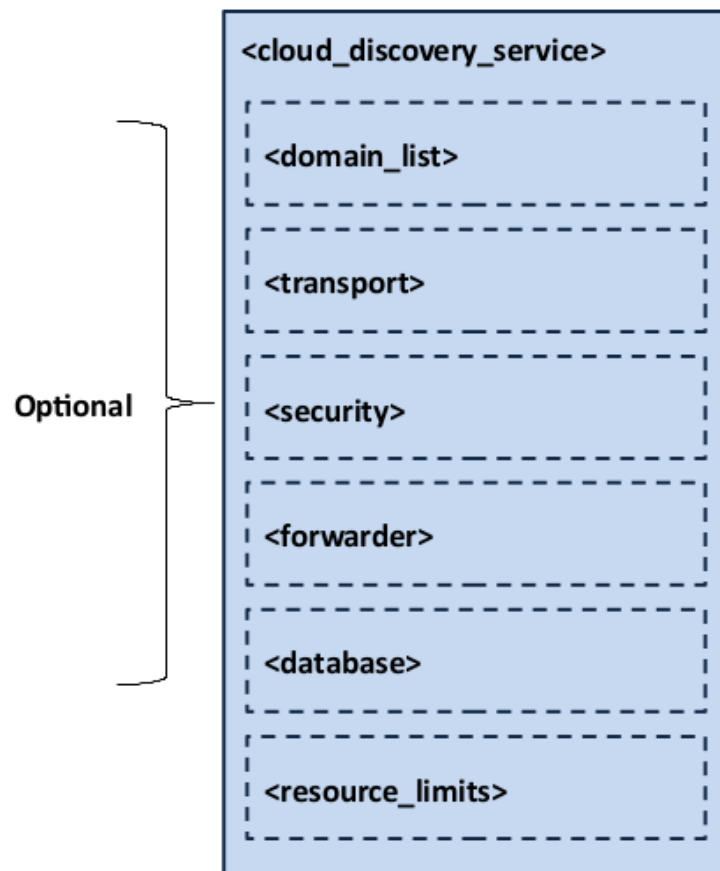 <cloud_discovery_service>
<domain_list>
<transport>
<security>
Optional
<forwarder>
<database>
<resource_limits>